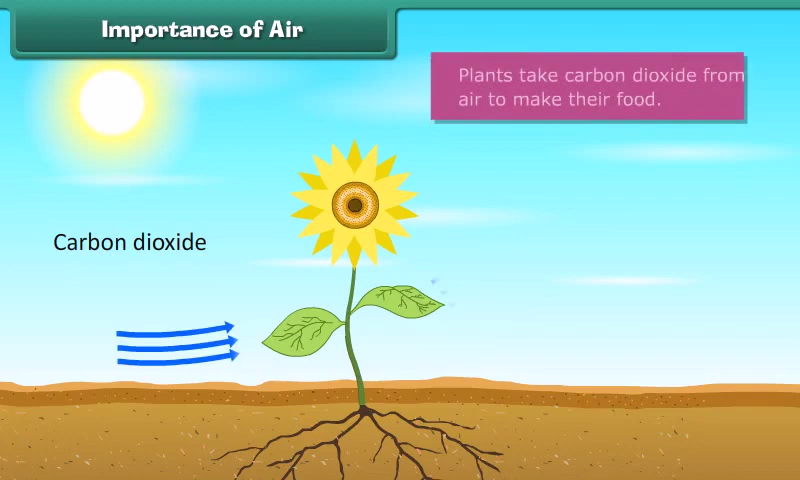 Importance of Air
Plants take carbon dioxide from
air to make their food.
Carbon dioxide